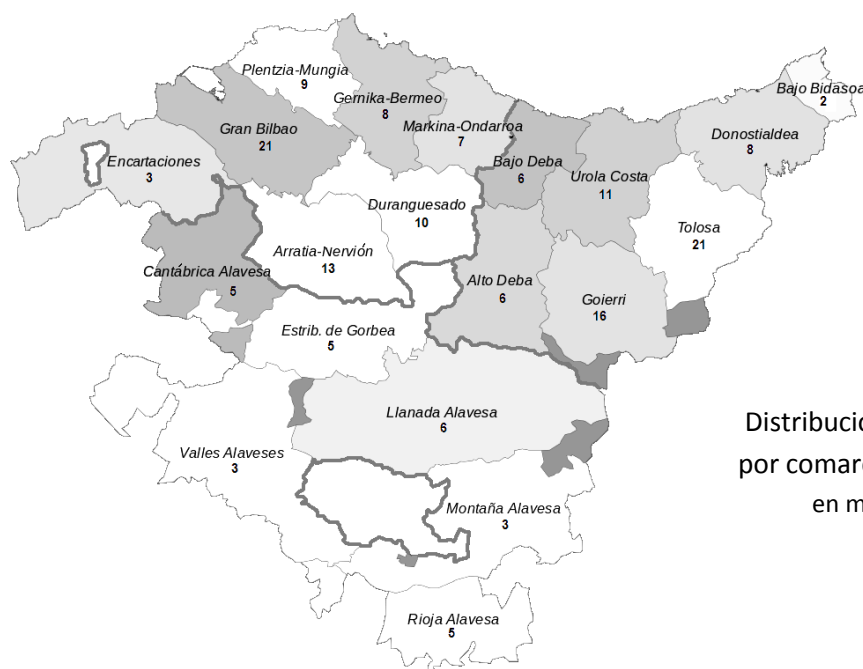 Plentzia-Mungia
9
Gernika-Bermeo
8
Bajo Bidasoa
2
Gran Bilbao
21
Markina-Ondarroa
7
Donostialdea
8
Encartaciones
3
Bajo Deba
6
Urola Costa
11
Duranguesado
10
Tolosa
21
Arratia-Nervión
13
Cantábrica Alavesa
5
Alto Deba
6
Goierri
16
Estrib. de Gorbea
5
Llanada Alavesa
6
Valles Alaveses
3
Montaña Alavesa
3
Rioja Alavesa
5
por
en